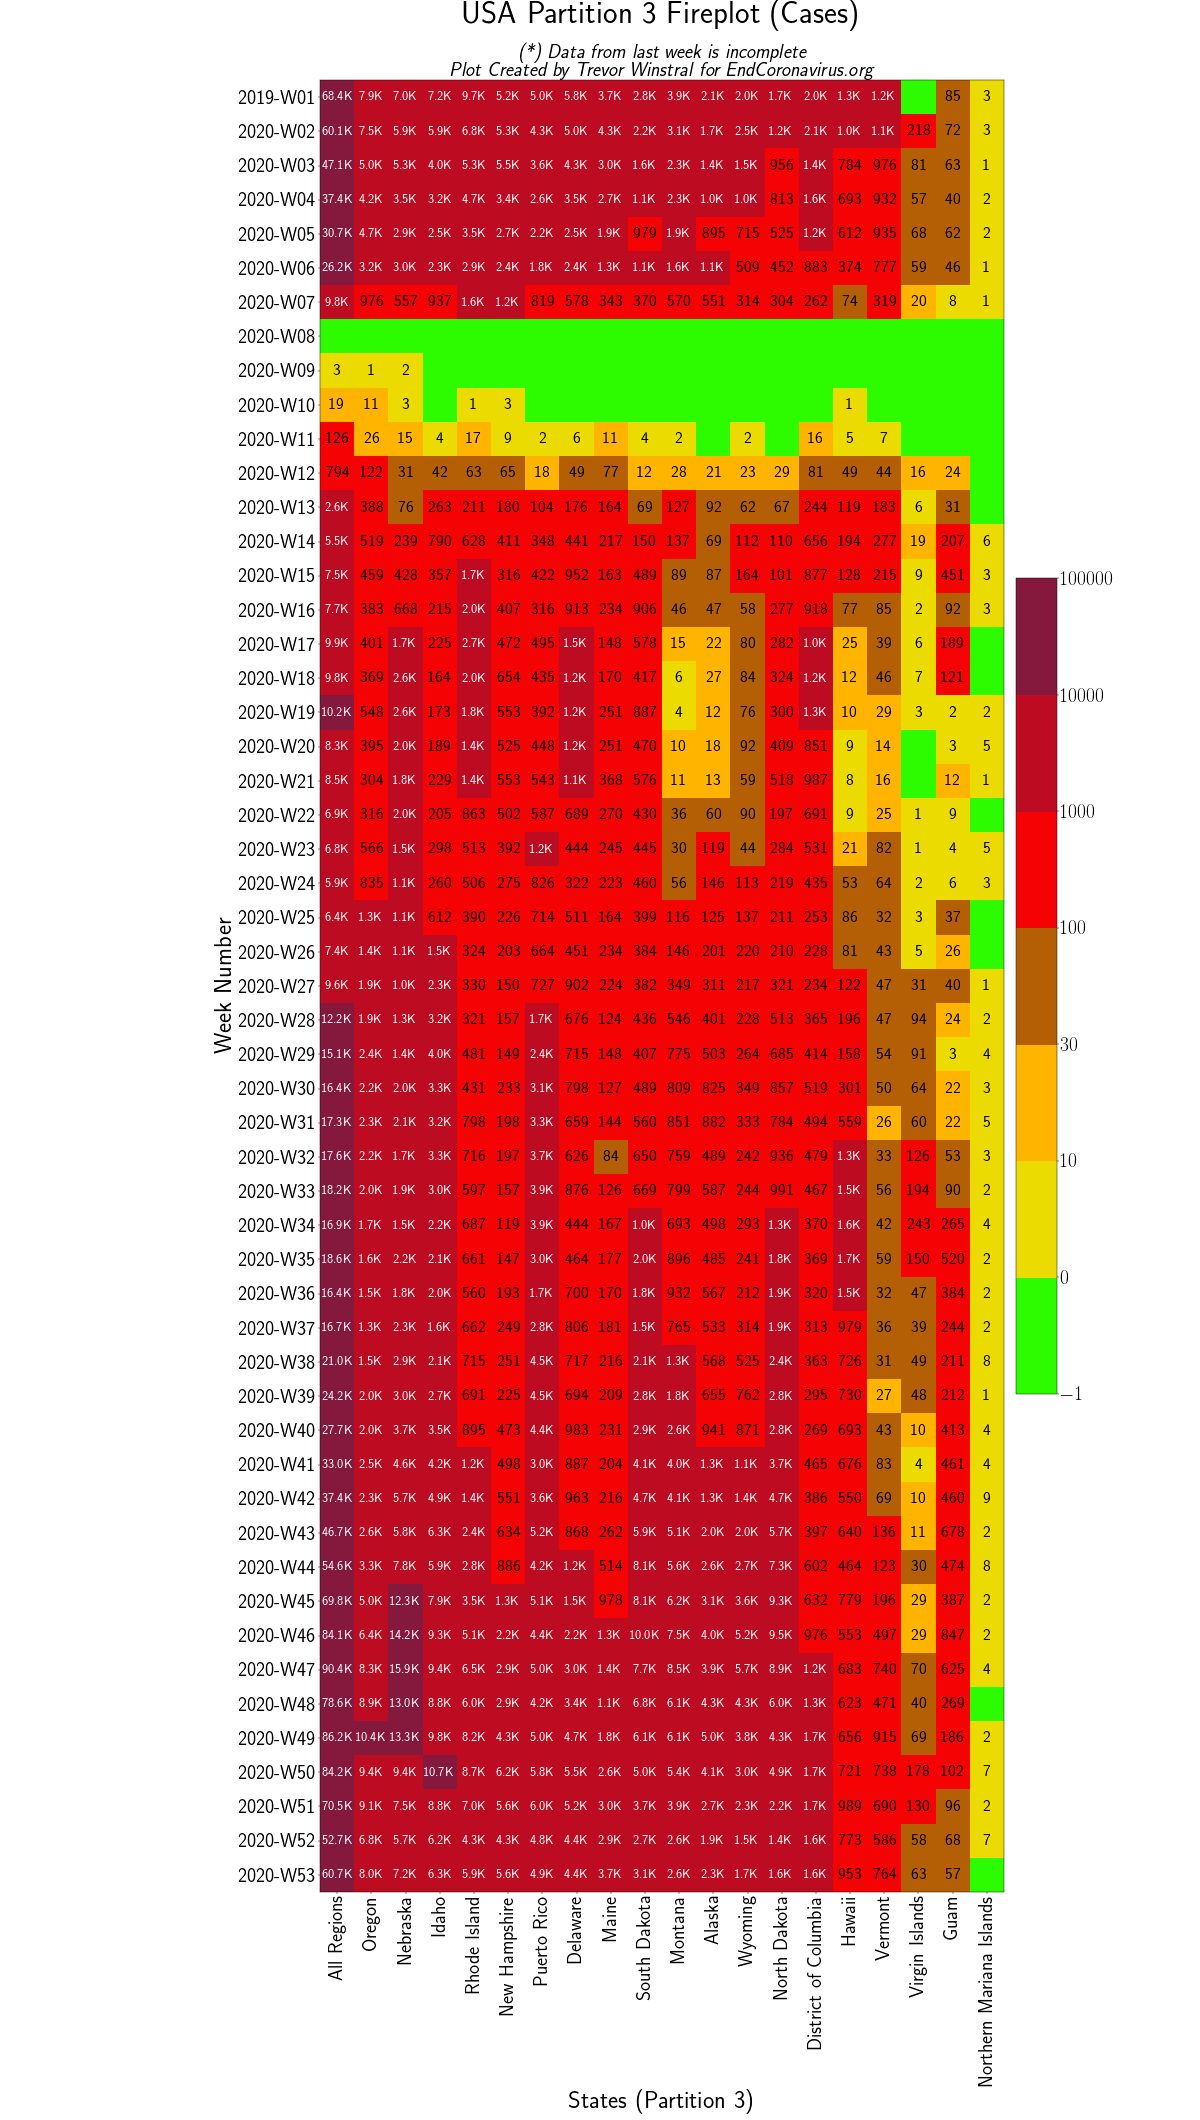 USA Partition 3 Fireplot (Cases)
(*) Data from last week is incomplete
Plot Created by Trevor Winstral for EndCoronavirus.org
2019-W01 68.4K 7.9K 7.0K 7.2K 9.7K 5.2K 5.0K 5.8K 3.7K 2.8K 3.9K 2.1K 2.0K 1.7K 2.0K 1.3K 1.2K 85 3
2020-W02 60.1K 7.5K 5.9K 5.9K 6.8K 5.3K 4.3K 5.0K 4.3K 2.2K 3.1K 1.7K 2.5K 1.2K 2.1K 1.0K 1.1K 218 72 3
2020-W03 47.1K 5.0K 5.3K 4.0K 5.3K 5.5K 3.6K 4.3K 3.0K 1.6K 2.3K 1.4K 1.5K 956 1.4K 784 976 81 63 1
2020-W04 37.4K 4.2K 3.5K 3.2K 4.7K 3.4K 2.6K 3.5K 2.7K 1.1K 2.3K 1.0K 1.0K 813 1.6K 693 932 57 40 2
2020-W05 30.7K 4.7K 2.9K 2.5K 3.5K 2.7K 2.2K 2.5K 1.9K 979 1.9K 895 715 525 1.2K 612 935 68 62 2
2020-W06 26.2K 3.2K 3.0K 2.3K 2.9K 2.4K 1.8K 2.4K 1.3K 1.1K 1.6K 1.1K 509 452 883 374 777 59 46 1
2020-W07 9.8K 976 557 937 1.6K 1.2K 819 578 343 370 570 551 314 304 262 74 319 20 8 1
2020-W08
2020-W09 3 1 2
2020-W10 19 11 3 1 3 1
2020-W11 126 26 15 4 17 9 2 6 11 4 2 2 16 5 7
2020-W12 794 122 31 42 63 65 18 49 77 12 28 21 23 29 81 49 44 16 24
2020-W13 2.6K 388 76 263 211 180 104 176 164 69 127 92 62 67 244 119 183 6 31
2020-W14 5.5K 519 239 790 628 411 348 441 217 150 137 69 112 110 656 194 277 19 207 6
2020-W15 7.5K 459 428 357 1.7K 316 422 952 163 489 89 87 164 101 877 128 215 9 451 3
2020-W16 7.7K 383 668 215 2.0K 407 316 913 234 906 46 47 58 277 918 77 85 2 92 3
2020-W17 9.9K 401 1.7K 225 2.7K 472 495 1.5K 148 578 15 22 80 282 1.0K 25 39 6 189
2020-W18 9.8K 369 2.6K 164 2.0K 654 435 1.2K 170 417 6 27 84 324 1.2K 12 46 7 121
2020-W19 10.2K 548 2.6K 173 1.8K 553 392 1.2K 251 887 4 12 76 300 1.3K 10 29 3 2 2
2020-W20 8.3K 395 2.0K 189 1.4K 525 448 1.2K 251 470 10 18 92 409 851 9 14 3 5
2020-W21 8.5K 304 1.8K 229 1.4K 553 543 1.1K 368 576 11 13 59 518 987 8 16 12 1
2020-W22 6.9K 316 2.0K 205 863 502 587 689 270 430 36 60 90 197 691 9 25 1 9
2020-W23 6.8K 566 1.5K 298 513 392 1.2K 444 245 445 30 119 44 284 531 21 82 1 4 5
2020-W24 5.9K 835 1.1K 260 506 275 826 322 223 460 56 146 113 219 435 53 64 2 6 3
2020-W25 6.4K 1.3K 1.1K 612 390 226 714 511 164 399 116 125 137 211 253 86 32 3 37
2020-W26 7.4K 1.4K 1.1K 1.5K 324 203 664 451 234 384 146 201 220 210 228 81 43 5 26
2020-W27 9.6K 1.9K 1.0K 2.3K 330 150 727 902 224 382 349 311 217 321 234 122 47 31 40 1
2020-W28 12.2K 1.9K 1.3K 3.2K 321 157 1.7K 676 124 436 546 401 228 513 365 196 47 94 24 2
2020-W29 15.1K 2.4K 1.4K 4.0K 481 149 2.4K 715 148 407 775 503 264 685 414 158 54 91 3 4
2020-W30 16.4K 2.2K 2.0K 3.3K 431 233 3.1K 798 127 489 809 825 349 857 519 301 50 64 22 3
2020-W31 17.3K 2.3K 2.1K 3.2K 798 198 3.3K 659 144 560 851 882 333 784 494 559 26 60 22 5
2020-W32 17.6K 2.2K 1.7K 3.3K 716 197 3.7K 626 84 650 759 489 242 936 479 1.3K 33 126 53 3
2020-W33 18.2K 2.0K 1.9K 3.0K 597 157 3.9K 876 126 669 799 587 244 991 467 1.5K 56 194 90 2
2020-W34 16.9K 1.7K 1.5K 2.2K 687 119 3.9K 444 167 1.0K 693 498 293 1.3K 370 1.6K 42 243 265 4
2020-W35 18.6K 1.6K 2.2K 2.1K 661 147 3.0K 464 177 2.0K 896 485 241 1.8K 369 1.7K 59 150 520 2
2020-W36 16.4K 1.5K 1.8K 2.0K 560 193 1.7K 700 170 1.8K 932 567 212 1.9K 320 1.5K 32 47 384 2
2020-W37 16.7K 1.3K 2.3K 1.6K 662 249 2.8K 806 181 1.5K 765 533 314 1.9K 313 979 36 39 244 2
2020-W38 21.0K 1.5K 2.9K 2.1K 715 251 4.5K 717 216 2.1K 1.3K 568 525 2.4K 363 726 31 49 211 8
2020-W39 24.2K 2.0K 3.0K 2.7K 691 225 4.5K 694 209 2.8K 1.8K 655 762 2.8K 295 730 27 48 212 1
2020-W40 27.7K 2.0K 3.7K 3.5K 895 473 4.4K 983 231 2.9K 2.6K 941 871 2.8K 269 693 43 10 413 4
2020-W41 33.0K 2.5K 4.6K 4.2K 1.2K 498 3.0K 887 204 4.1K 4.0K 1.3K 1.1K 3.7K 465 676 83 4 461 4
2020-W42 37.4K 2.3K 5.7K 4.9K 1.4K 551 3.6K 963 216 4.7K 4.1K 1.3K 1.4K 4.7K 386 550 69 10 460 9
2020-W43 46.7K 2.6K 5.8K 6.3K 2.4K 634 5.2K 868 262 5.9K 5.1K 2.0K 2.0K 5.7K 397 640 136 11 678 2
2020-W44 54.6K 3.3K 7.8K 5.9K 2.8K 886 4.2K 1.2K 514 8.1K 5.6K 2.6K 2.7K 7.3K 602 464 123 30 474 8
2020-W45 69.8K 5.0K 12.3K 7.9K 3.5K 1.3K 5.1K 1.5K 978 8.1K 6.2K 3.1K 3.6K 9.3K 632 779 196 29 387 2
2020-W46 84.1K 6.4K 14.2K 9.3K 5.1K 2.2K 4.4K 2.2K 1.3K 10.0K 7.5K 4.0K 5.2K 9.5K 976 553 497 29 847 2
2020-W47 90.4K 8.3K 15.9K 9.4K 6.5K 2.9K 5.0K 3.0K 1.4K 7.7K 8.5K 3.9K 5.7K 8.9K 1.2K 683 740 70 625 4
2020-W48 78.6K 8.9K 13.0K 8.8K 6.0K 2.9K 4.2K 3.4K 1.1K 6.8K 6.1K 4.3K 4.3K 6.0K 1.3K 623 471 40 269
2020-W49 86.2K 10.4K 13.3K 9.8K 8.2K 4.3K 5.0K 4.7K 1.8K 6.1K 6.1K 5.0K 3.8K 4.3K 1.7K 656 915 69 186 2
2020-W50 84.2K 9.4K 9.4K 10.7K 8.7K 6.2K 5.8K 5.5K 2.6K 5.0K 5.4K 4.1K 3.0K 4.9K 1.7K 721 738 178 102 7
2020-W51 70.5K 9.1K 7.5K 8.8K 7.0K 5.6K 6.0K 5.2K 3.0K 3.7K 3.9K 2.7K 2.3K 2.2K 1.7K 989 690 130 96 2
2020-W52 52.7K 6.8K 5.7K 6.2K 4.3K 4.3K 4.8K 4.4K 2.9K 2.7K 2.6K 1.9K 1.5K 1.4K 1.6K 773 586 58 68 7
2020-W53 60.7K 8.0K 7.2K 6.3K 5.9K 5.6K 4.9K 4.4K 3.7K 3.1K 2.6K 2.3K 1.7K 1.6K 1.6K 953 764 63 57
Week Number
All Regions
Oregon
Nebraska
Idaho
Rhode Island
New Hampshire
Puerto Rico
Delaware
Maine
South Dakota
Montana
Alaska
Wyoming
North Dakota
District of Columbia
Hawaii
Vermont
Virgin Islands
Guam
Northern Mariana Islands
States (Partition 3)
100000
10000
1000
100
30
10
0
−1